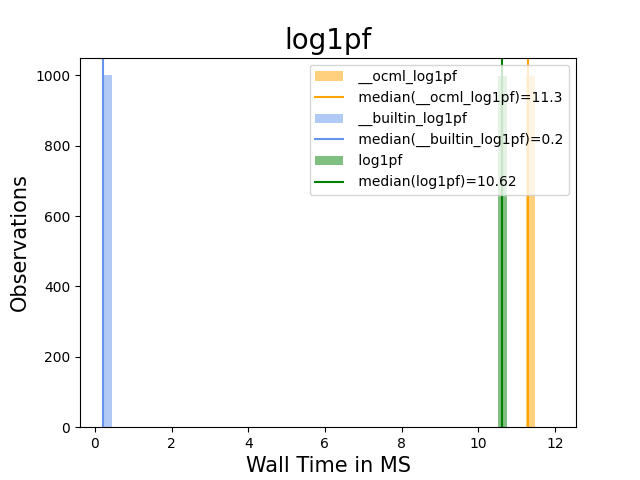 log1pf
__ocml_log1pf
median(__ocml_log1pf)=11.3
__builtin_log1pf
median(__builtin_log1pf)=0.2
log1pf
median(log1pf)=10.62
1000
800
600
400
200
0
Observations
0 2 4 6 8 10 12
Wall Time in MS